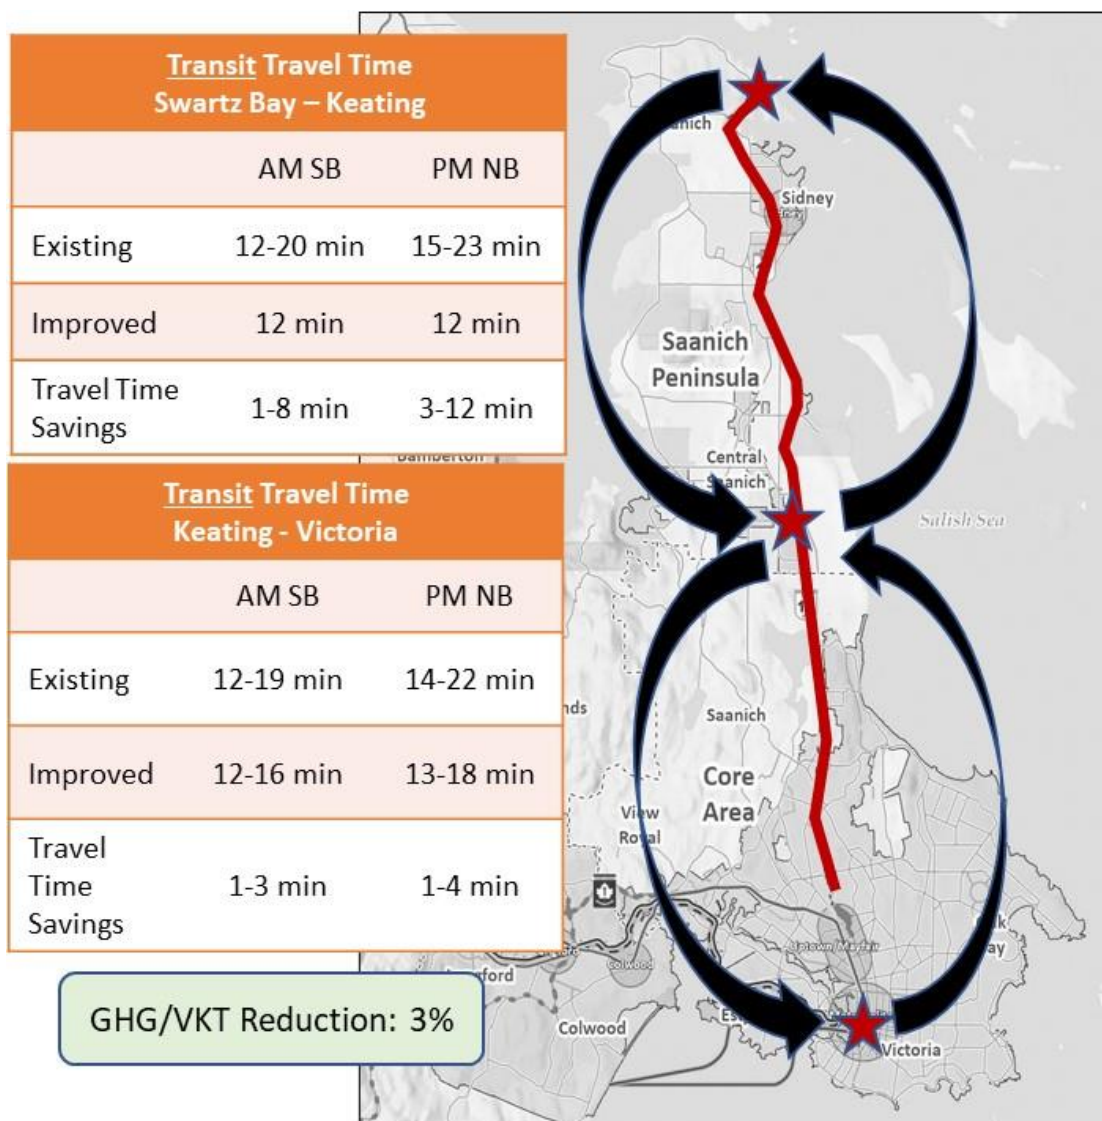 Transit Travel Time
Swartz Bay – Keating
AM SB PM NB
Existing 12-20 min 15-23 min
Improved 12 min 12 min
Travel Time
Savings 1-8 min 3-12 min
Transit Travel Time
Keating - Victoria
AM SB PM NB
Existing 12-19 min 14-22 min
Improved 12-16 min 13-18 min
Travel
Time
Savings 1-3 min 1-4 min
GHG/VKT Reduction: 3%
Sidney
Saanich
Peninsula
Central
Saanich
Salish Sea
Saanich
Core
Area
View
Royal
Uptown Mayfair
Colwood
Colwood
Victoria